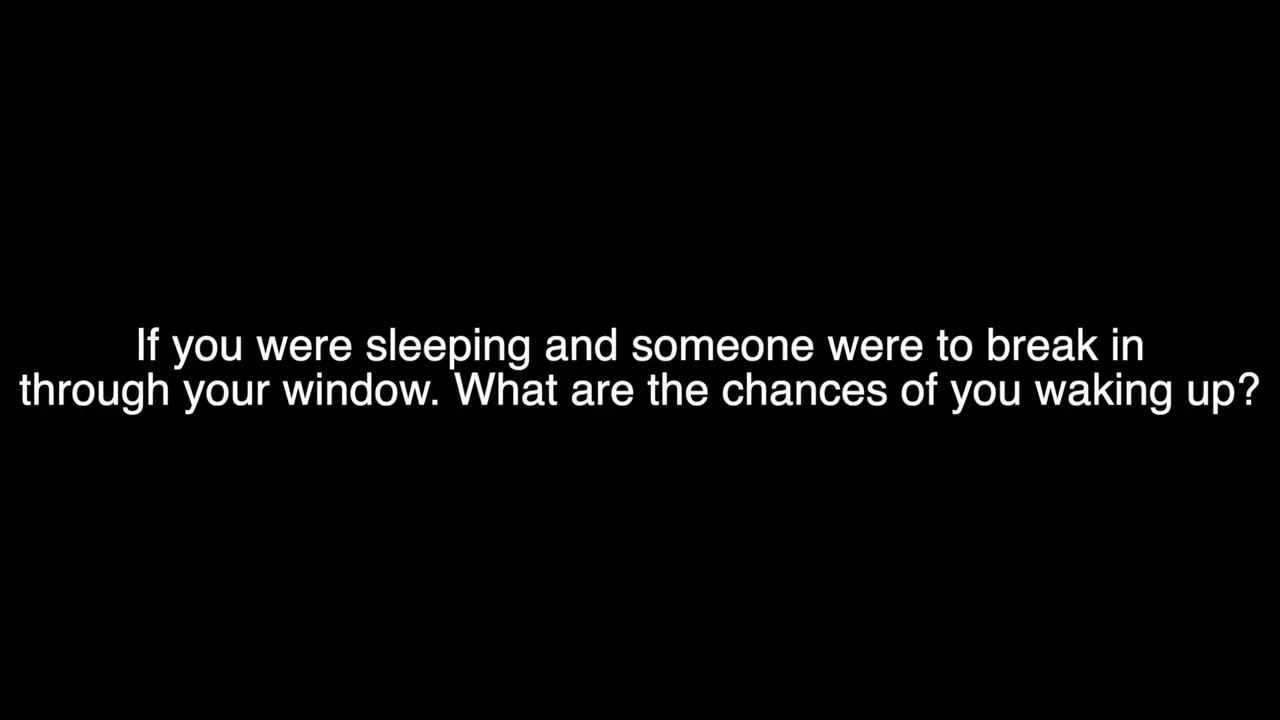 If you were sleeping and someone were to break in
through your window. What are the chances of you waking up?